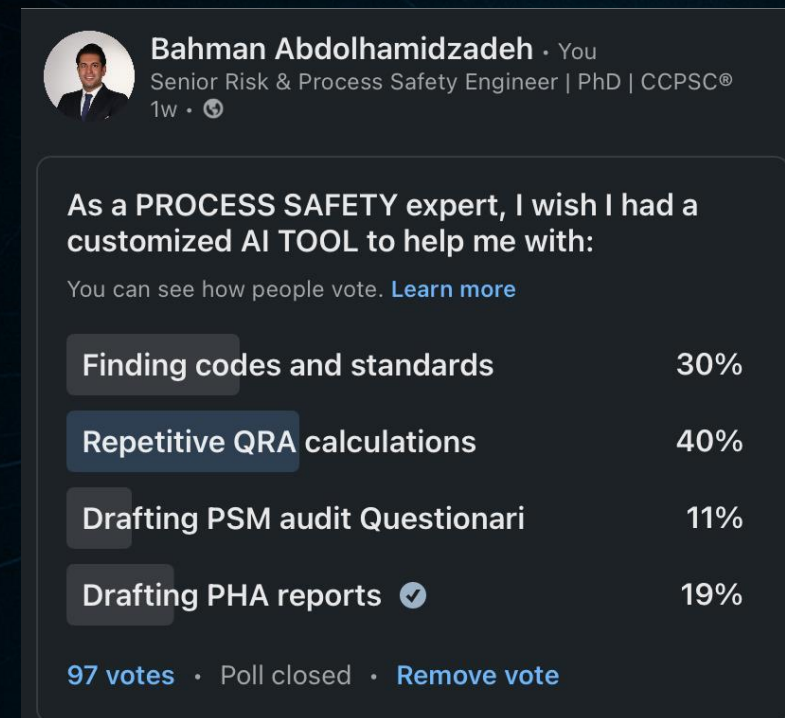 Bahman Abdolhamidzadeh • You
Senior Risk & Process Safety Engineer | PhD | CCPSC®
1w •
As a PROCESS SAFETY expert, I wish I had a
customized AI TOOL to help me with:
You can see how people vote. Learn more
Finding codes and standards 30%
Repetitive QRA calculations 40%
Drafting PSM audit Questionari 11%
Drafting PHA reports 19%
97 votes • Poll closed • Remove vote